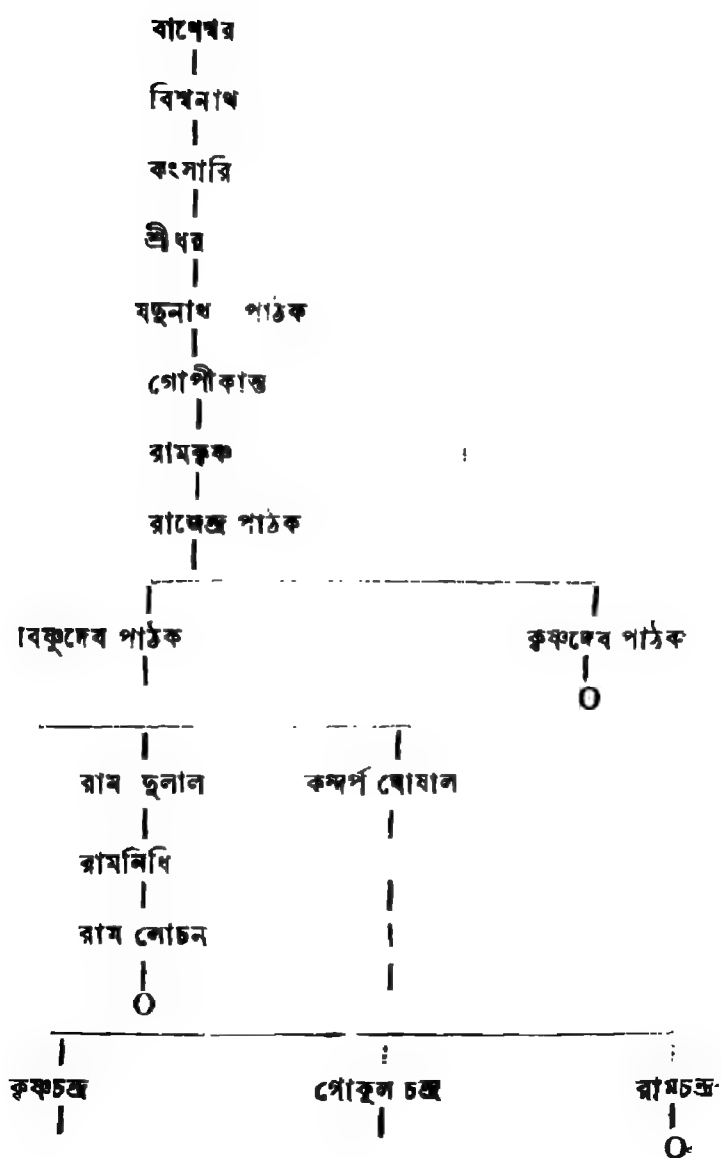 বাণেশ্বর
বিশ্বনাথ
কংসারি
শ্রীধর
যদুনাথ পাঠক
গোপীকান্ত
রামকৃষ্ণ
রাজেন্দ্র পাঠক
বিষ্ণুদেব পাঠক কৃষ্ণদেব পাঠক
O
রাম দুলাল কন্দর্প ঘোষাল
রামনিধি
রাম লোচন
O
কৃষ্ণচন্দ্র গোকুল চন্দ্র রামচন্দ্র
O